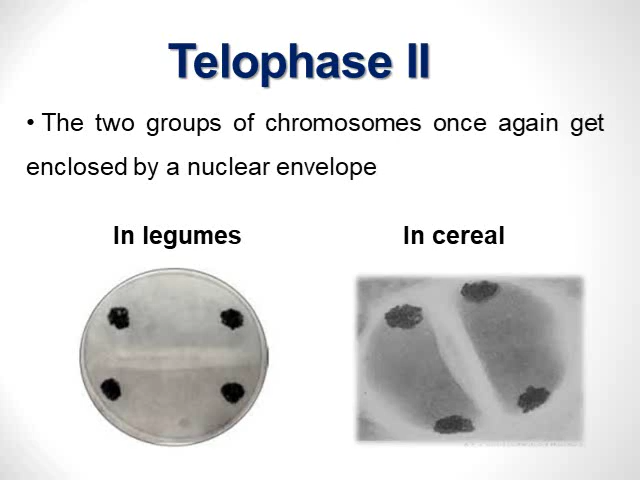 Telophase II
• The two groups of chromosomes once again get
enclosed by a nuclear envelope
In legumes
In cereal